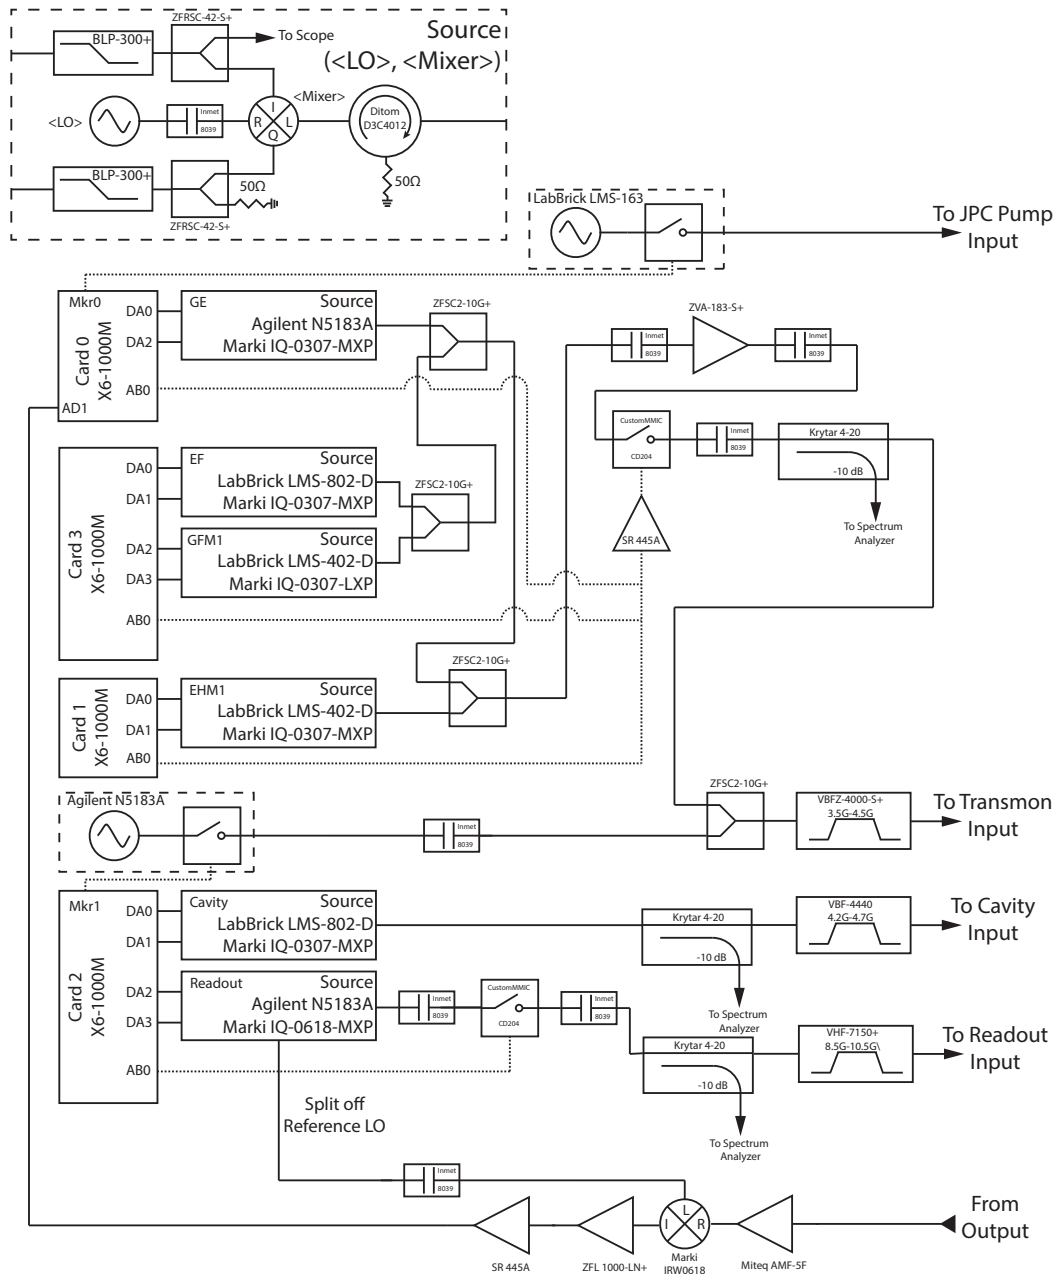 ZFRSC-42-S+
BLP-300+
To Scope
Source
(<LO>, <Mixer>)
<LO>
Inmet
8039
<Mixer>
I
R
L
Q
Ditom
D3C4012
BLP-300+
50Ω
50Ω
ZFRSC-42-S+
LabBrick LMS-163
To JPC Pump
Input
Mkr0
DA0
DA2
AB0
AD1
Card 0
X6-1000M
GE
Source
Agilent N5183A
Marki IQ-0307-MXP
ZFSC2-10G+
ZVA-183-S+
Inmet
8039
Inmet
8039
CustomMMIC
CD204
Inmet
8039
Krytar 4-20
-10 dB
To Spectrum
Analyzer
SR 445A
Card 3
X6-1000M
DA0
DA1
DA2
DA3
AB0
EF
Source
LabBrick LMS-802-D
Marki IQ-0307-MXP
GFM1
Source
LabBrick LMS-402-D
Marki IQ-0307-LXP
ZFSC2-10G+
ZFSC2-10G+
Card 1
X6-1000M
DA0
DA1
AB0
EHM1
Source
LabBrick LMS-402-D
Marki IQ-0307-MXP
Agilent N5183A
Inmet
8039
ZFSC2-10G+
VBFZ-4000-S+
3.5G-4.5G
To Transmon
Input
Mkr1
Card 2
X6-1000M
DA0
DA1
DA2
DA3
AB0
Cavity
Source
LabBrick LMS-802-D
Marki IQ-0307-MXP
Krytar 4-20
-10 dB
To Spectrum
Analyzer
VBF-4440
4.2G-4.7G
To Cavity
Input
Readout
Source
Agilent N5183A
Marki IQ-0618-MXP
Inmet
8039
CustomMMIC
CD204
Inmet
8039
Krytar 4-20
-10 dB
To Spectrum
Analyzer
VHF-7150+
8.5G-10.5G\
To Readout
Input
Split off
Reference LO
Inmet
8039
SR 445A
ZFL 1000-LN+
L
I
R
Marki
IRW0618
Miteq AMF-5F
From
Output